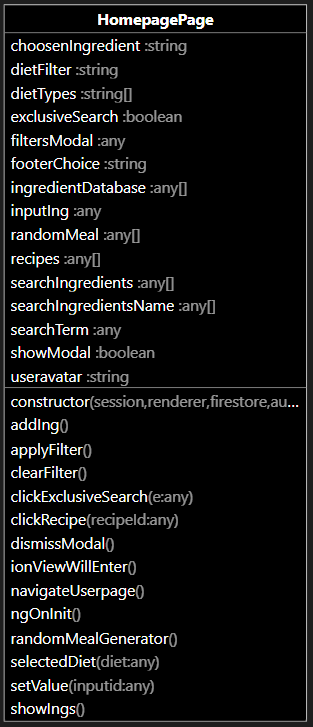 HomepagePage
choosenIngredient :string
dietFilter :string
dietTypes :string[]
exclusiveSearch :boolean
filtersModal :any
footerChoice :string
ingredientDatabase :any[]
inputIng :any
randomMeal :any[]
recipes :any[]
searchIngredients :any[]
searchIngredientsName :any[]
searchTerm :any
showModal :boolean
useravatar :string
constructor(session,renderer,firestore,au...
addIng()
applyFilter()
clearFilter()
clickExclusiveSearch(e:any)
clickRecipe(recipeId:any)
dismissModal()
ionViewWillEnter()
navigateUserpage()
ngOnInit()
randomMealGenerator()
selectedDiet(diet:any)
setValue(inputid:any)
showIngs()